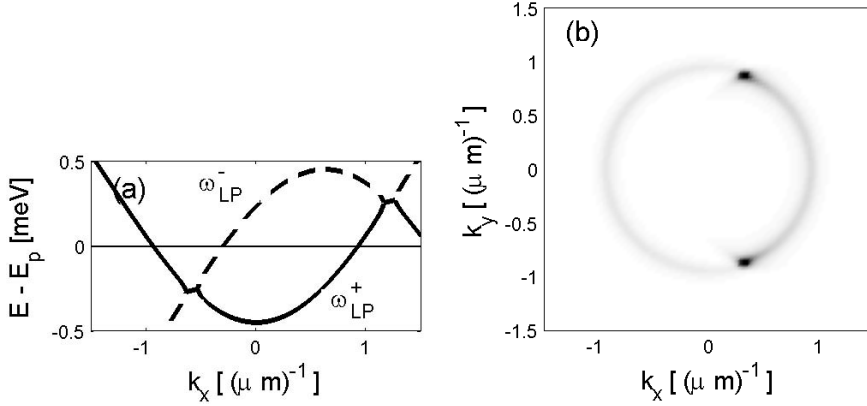 0.5
(a)
ω⁻LP
0
ω⁺LP
-0.5
E - Ep [meV]
-1
0
1
kx [ (μ m)⁻¹ ]
1.5
(b)
1
0.5
0
-0.5
-1
-1.5
ky [ (μ m)⁻¹ ]
-1
0
1
kx [ (μ m)⁻¹ ]